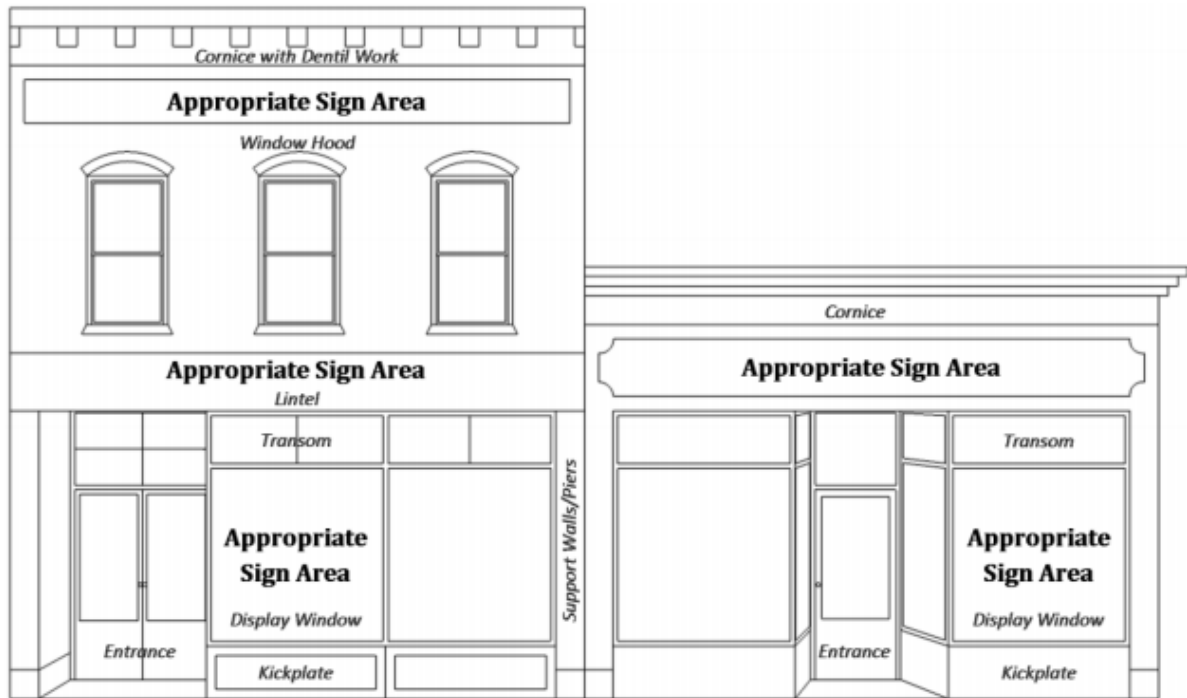 Cornice with Dentil Work
Appropriate Sign Area
Window Hood
Appropriate Sign Area
Lintel
Transom
Appropriate
Sign Area
Display Window
Entrance
Kickplate
Support Walls/Piers
Cornice
Appropriate Sign Area
Transom
Appropriate
Sign Area
Display Window
Entrance
Kickplate